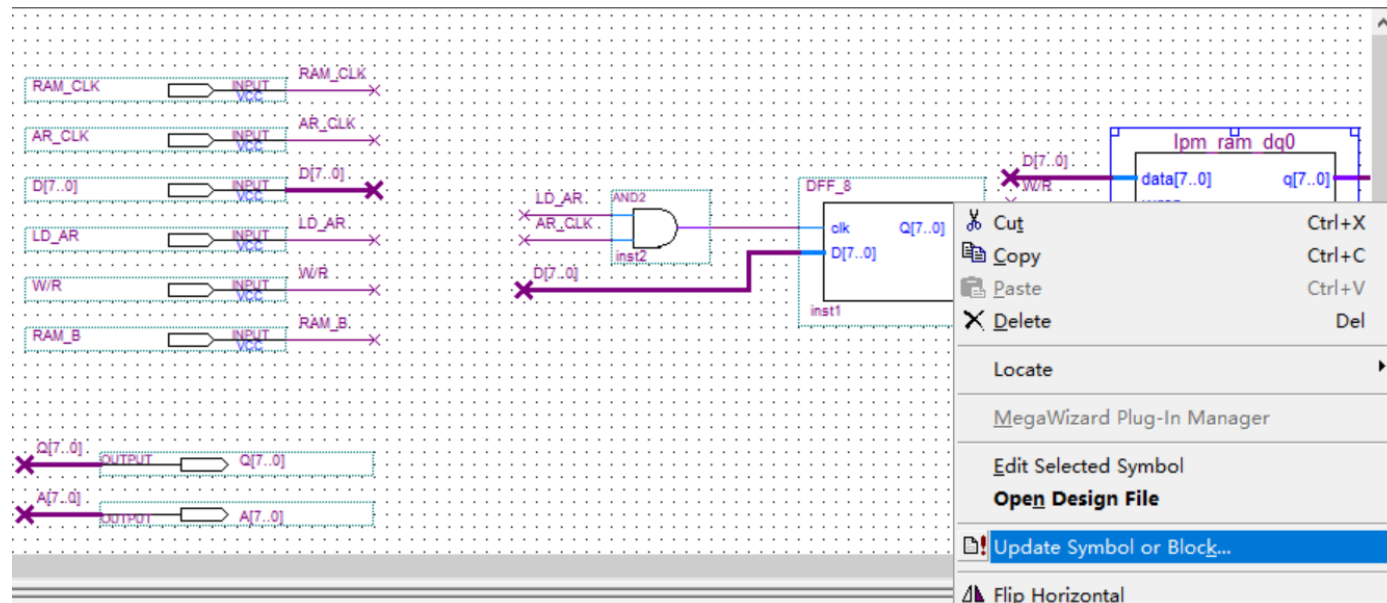 RAM_CLK INPUT VCC RAM_CLK
AR_CLK INPUT VCC AR_CLK
D[7..0] INPUT VCC D[7..0]
LD_AR INPUT VCC LD_AR
W/R INPUT VCC W/R
RAM_B INPUT VCC RAM_B
Q[7..0] OUTPUT Q[7..0]
A[7..0] OUTPUT A[7..0]
LD_AR
AR_CLK
AND2
inst2
D[7..0]
DFF_8
clk Q[7..0]
D[7..0]
inst1
lpm_ram_dq0
D[7..0]
W/R
data[7..0] q[7..0]
Cut Ctrl+X
Copy Ctrl+C
Paste Ctrl+V
Delete Del
Locate
MegaWizard Plug-In Manager
Edit Selected Symbol
Open Design File
Update Symbol or Block...
Flip Horizontal